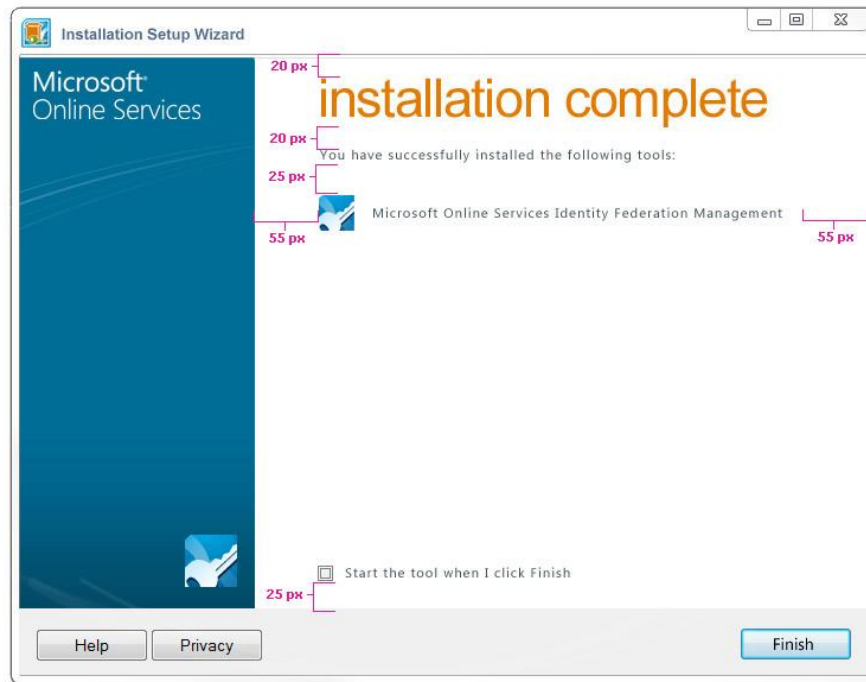 Installation Setup Wizard
Microsoft
Online Services
20 px
installation complete
20 px
You have successfully installed the following tools:
25 px
Microsoft Online Services Identity Federation Management
55 px
55 px
Start the tool when I click Finish
25 px
Help
Privacy
Finish